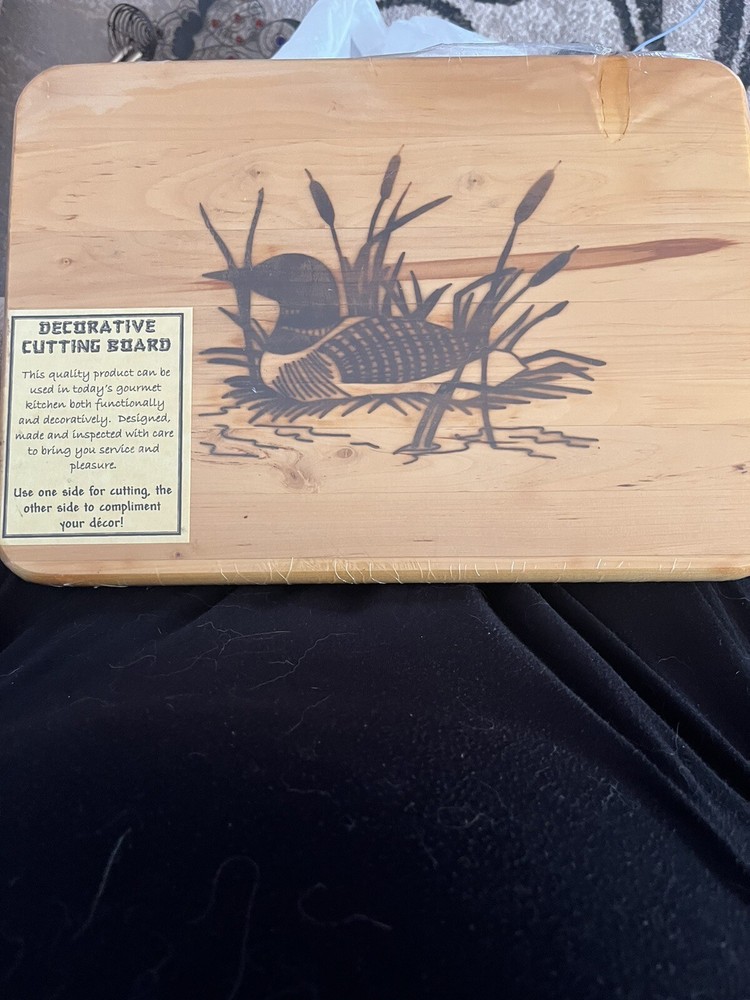 DECORATIVE
CUTTING BOARD
This quality product can be
used in today's gourmet
kitchen both functionally
and decoratively. Designed,
made and inspected with care
to bring you service and
pleasure.
Use one side for cutting, the
other side to compliment
your décor!